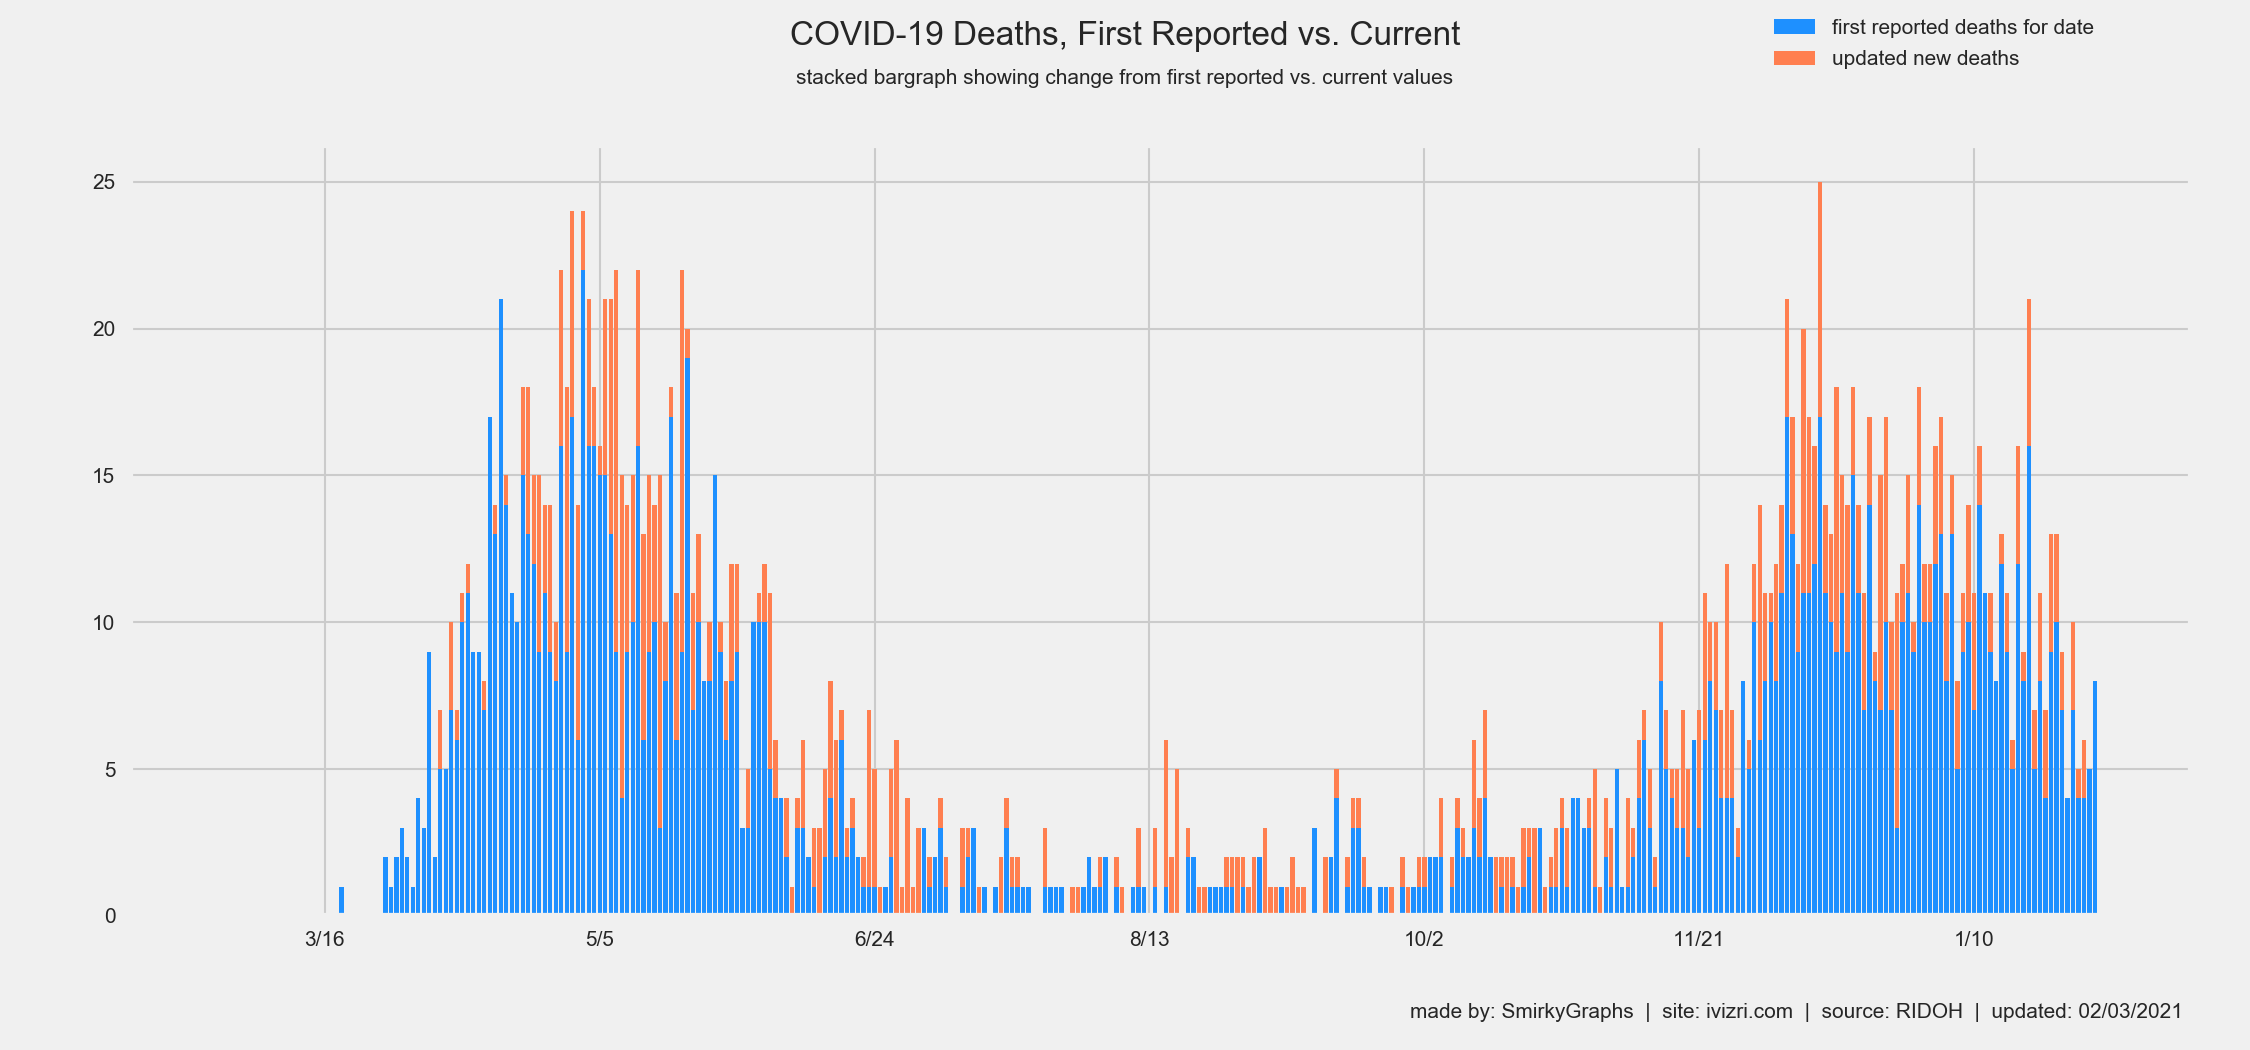 COVID-19 Deaths, First Reported vs. Current
stacked bargraph showing change from first reported vs. current values
first reported deaths for date
updated new deaths
25
20
15
10
5
0
3/16 5/5 6/24 8/13 10/2 11/21 1/10
made by: SmirkyGraphs | site: ivizri.com | source: RIDOH | updated: 02/03/2021